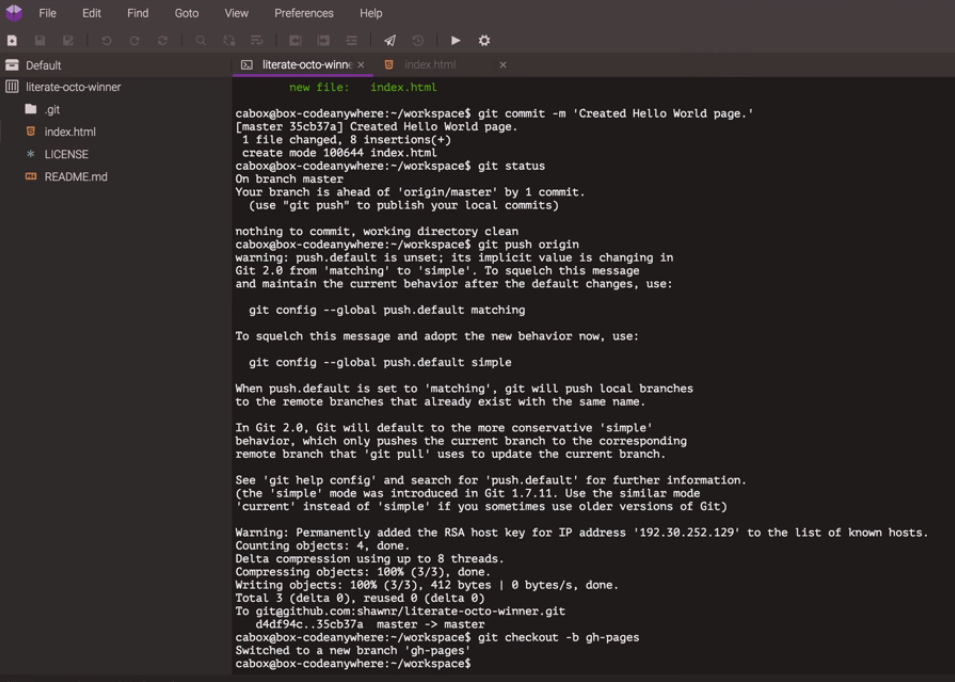 File Edit Find Goto View Preferences Help
Default
literate-octo-winne × index.html ×
literate-octo-winner
.git
index.html
LICENSE
README.md
new file: index.html
cabox@box-codeanywhere:~/workspace$ git commit -m 'Created Hello World page.'
[master 35cb37a] Created Hello World page.
1 file changed, 8 insertions(+)
create mode 100644 index.html
cabox@box-codeanywhere:~/workspace$ git status
On branch master
Your branch is ahead of 'origin/master' by 1 commit.
(use "git push" to publish your local commits)
nothing to commit, working directory clean
cabox@box-codeanywhere:~/workspace$ git push origin
warning: push.default is unset; its implicit value is changing in
Git 2.0 from 'matching' to 'simple'. To squelch this message
and maintain the current behavior after the default changes, use:
git config --global push.default matching
To squelch this message and adopt the new behavior now, use:
git config --global push.default simple
When push.default is set to 'matching', git will push local branches
to the remote branches that already exist with the same name.
In Git 2.0, Git will default to the more conservative 'simple'
behavior, which only pushes the current branch to the corresponding
remote branch that 'git pull' uses to update the current branch.
See 'git help config' and search for 'push.default' for further information.
(the 'simple' mode was introduced in Git 1.7.11. Use the similar mode
'current' instead of 'simple' if you sometimes use older versions of Git)
Warning: Permanently added the RSA host key for IP address '192.30.252.129' to the list of known hosts.
Counting objects: 4, done.
Delta compression using up to 8 threads.
Compressing objects: 100% (3/3), done.
Writing objects: 100% (3/3), 412 bytes | 0 bytes/s, done.
Total 3 (delta 0), reused 0 (delta 0)
To git@github.com:shawnr/literate-octo-winner.git
d4df94c..35cb37a master -> master
cabox@box-codeanywhere:~/workspace$ git checkout -b gh-pages
Switched to a new branch 'gh-pages'
cabox@box-codeanywhere:~/workspace$